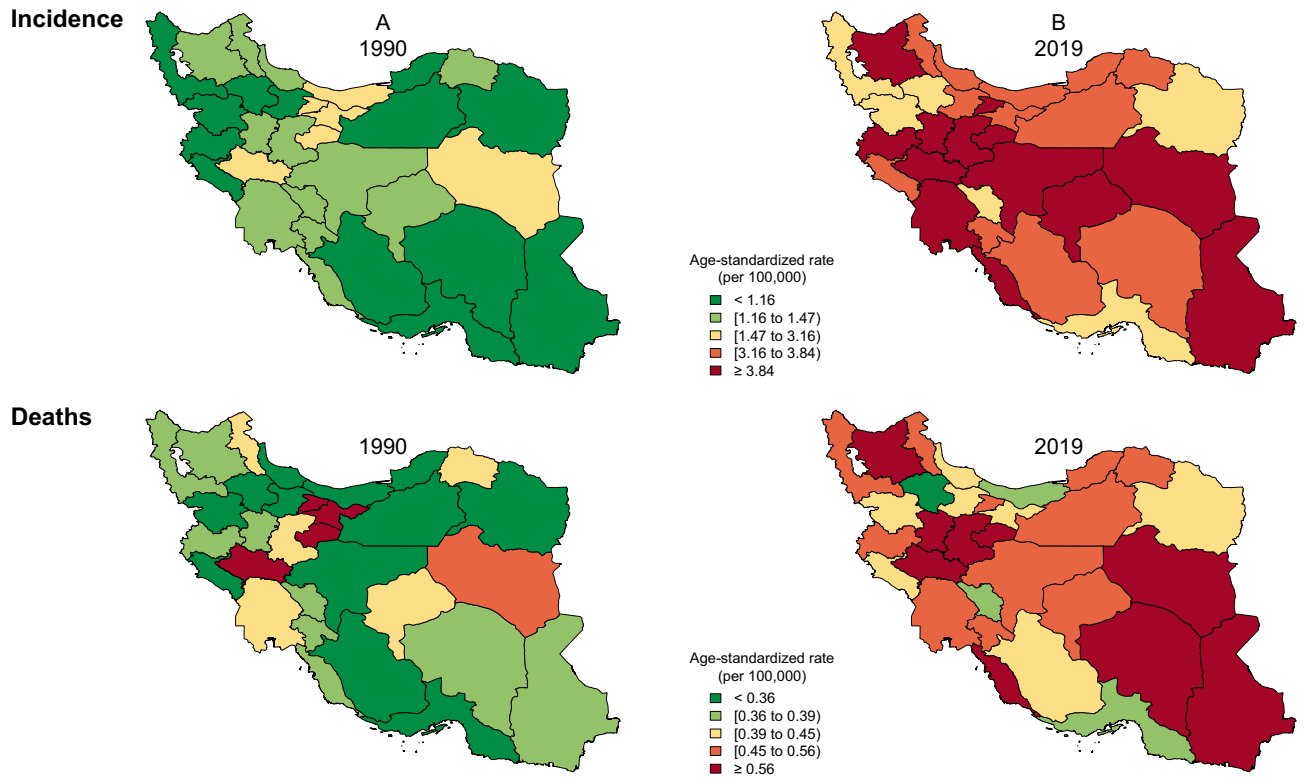 Incidence
A
1990
B
2019
Age-standardized rate
(per 100,000)
< 1.16
[1.16 to 1.47)
[1.47 to 3.16)
[3.16 to 3.84)
≥ 3.84
Deaths
1990
2019
Age-standardized rate
(per 100,000)
< 0.36
[0.36 to 0.39)
[0.39 to 0.45)
[0.45 to 0.56)
≥ 0.56